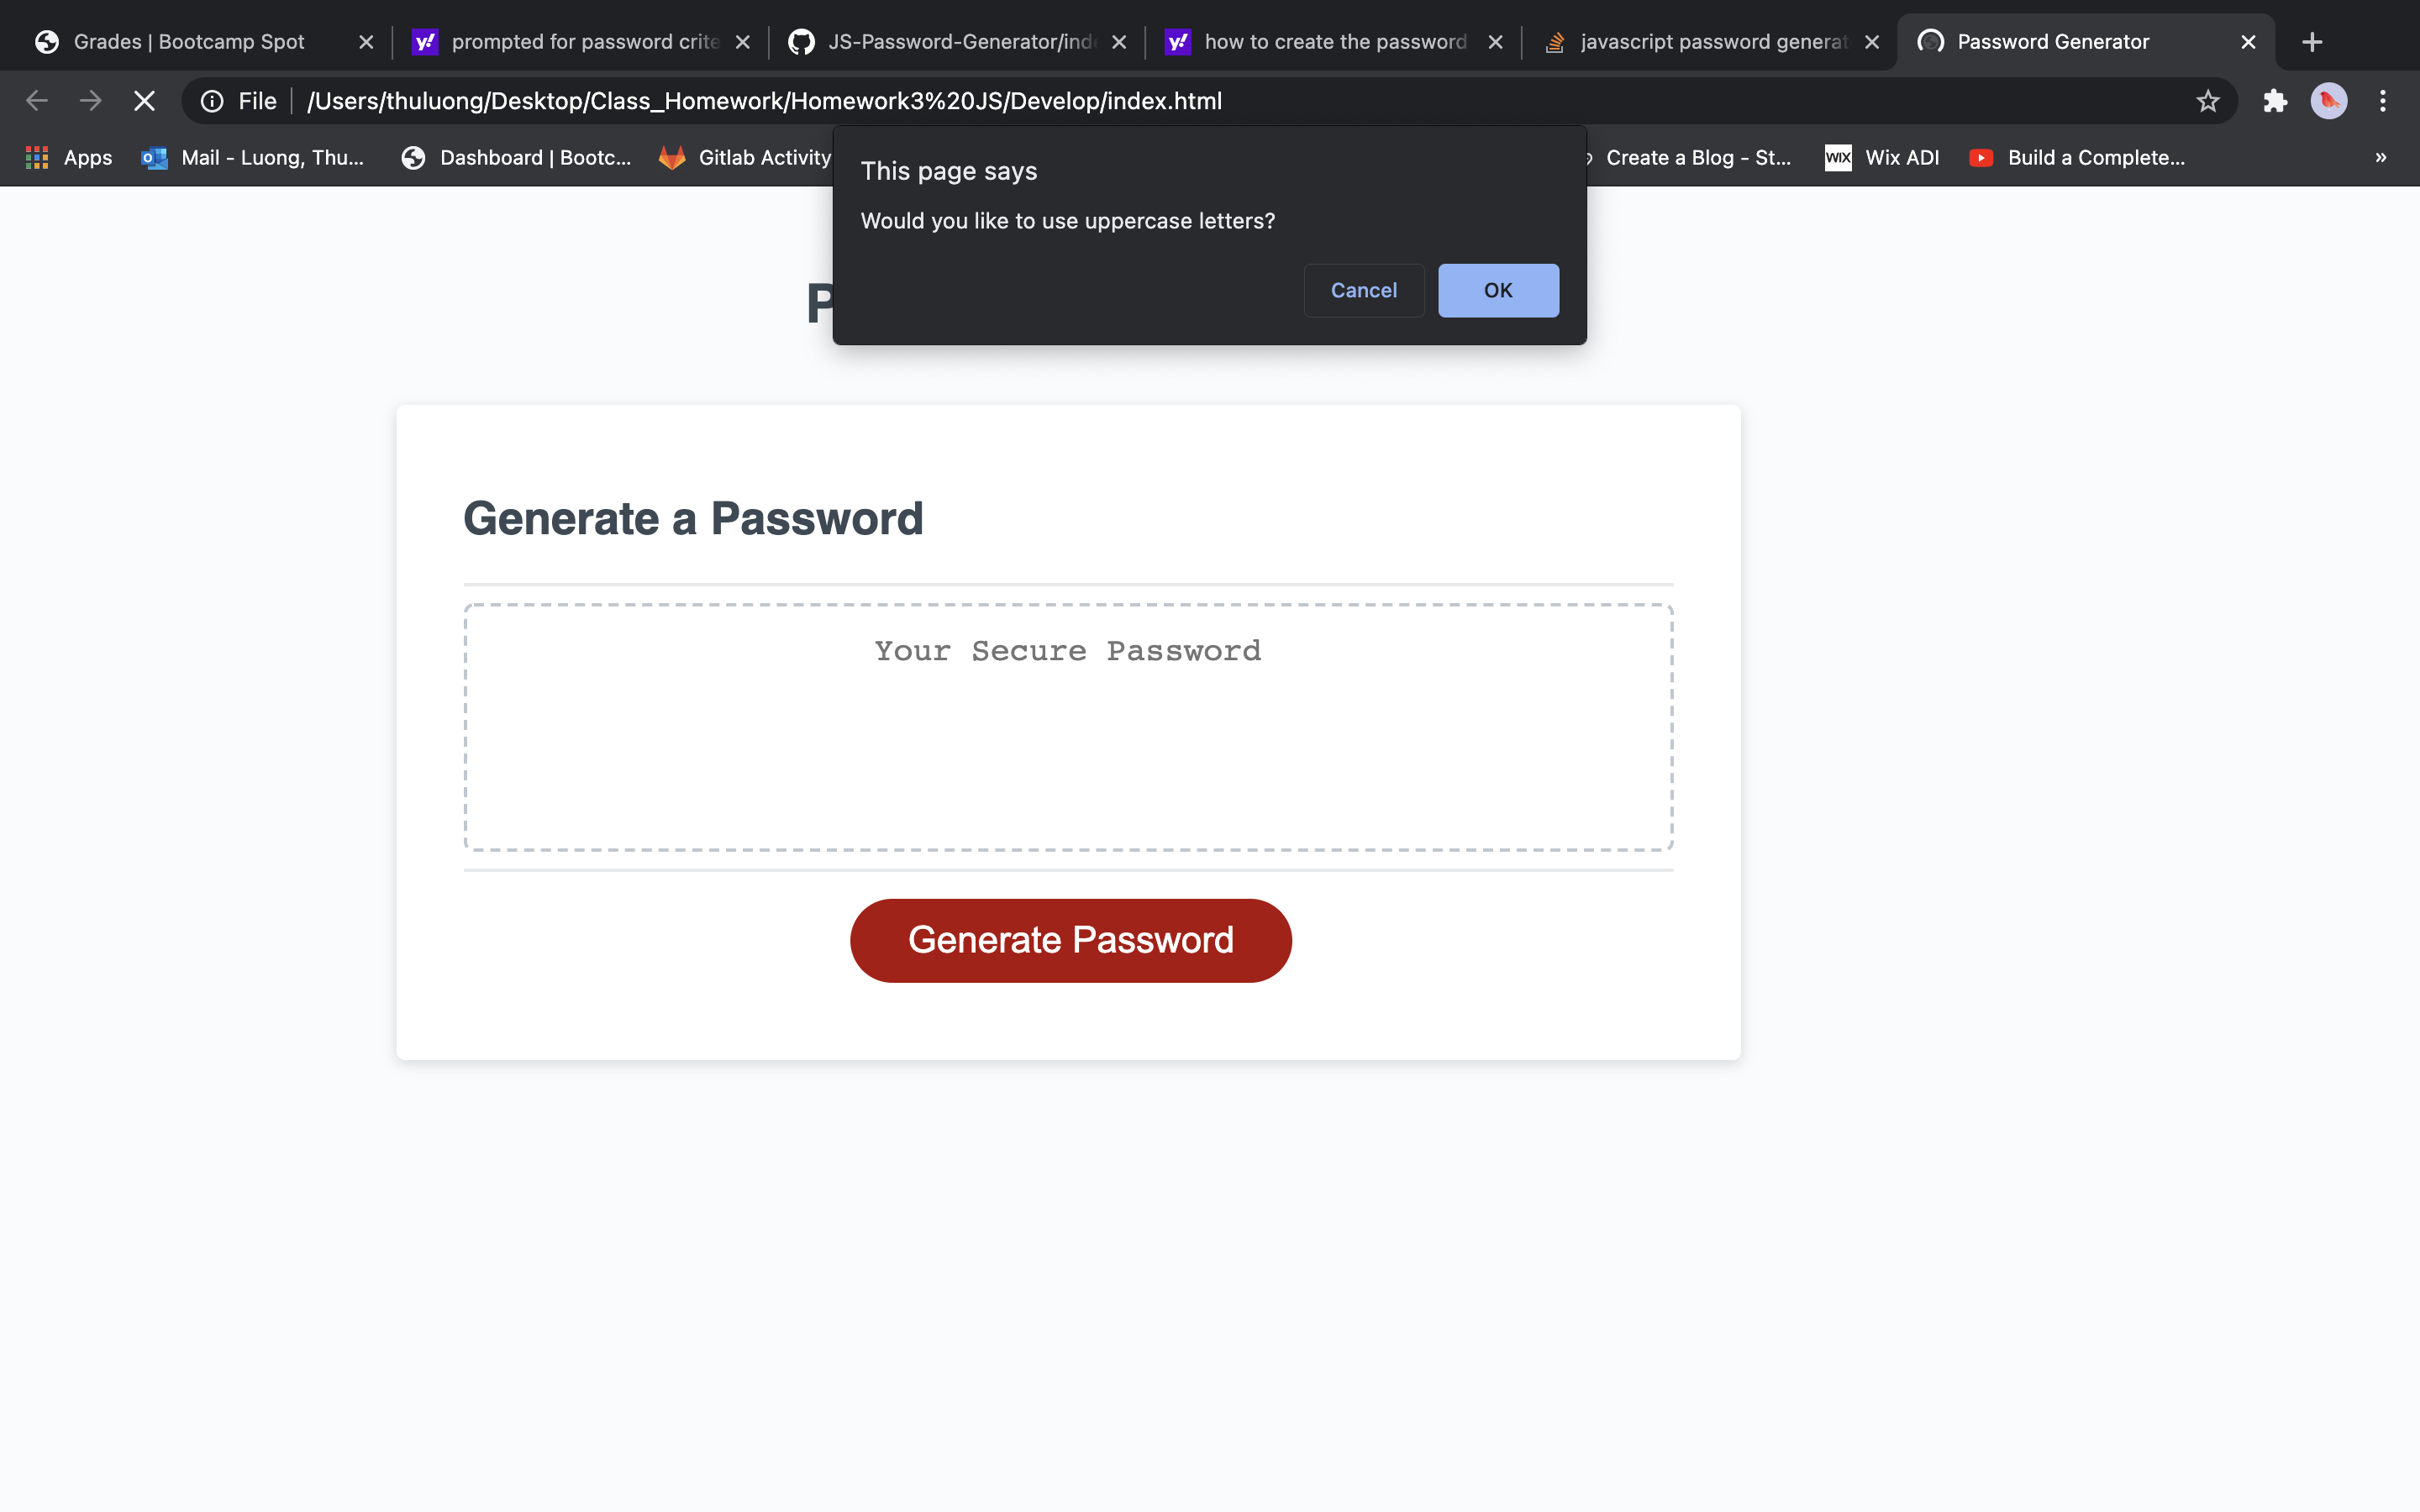 Grades | Bootcamp Spot
prompted for password crite
JS-Password-Generator/ind
how to create the password
javascript password generat
Password Generator
File /Users/thuluong/Desktop/Class_Homework/Homework3%20JS/Develop/index.html
Apps
Mail - Luong, Thu...
Dashboard | Bootc...
Gitlab Activity
Create a Blog - St...
WIX
Wix ADI
Build a Complete...
»
This page says
Would you like to use uppercase letters?
Cancel
OK
P
Generate a Password
Your Secure Password
Generate Password